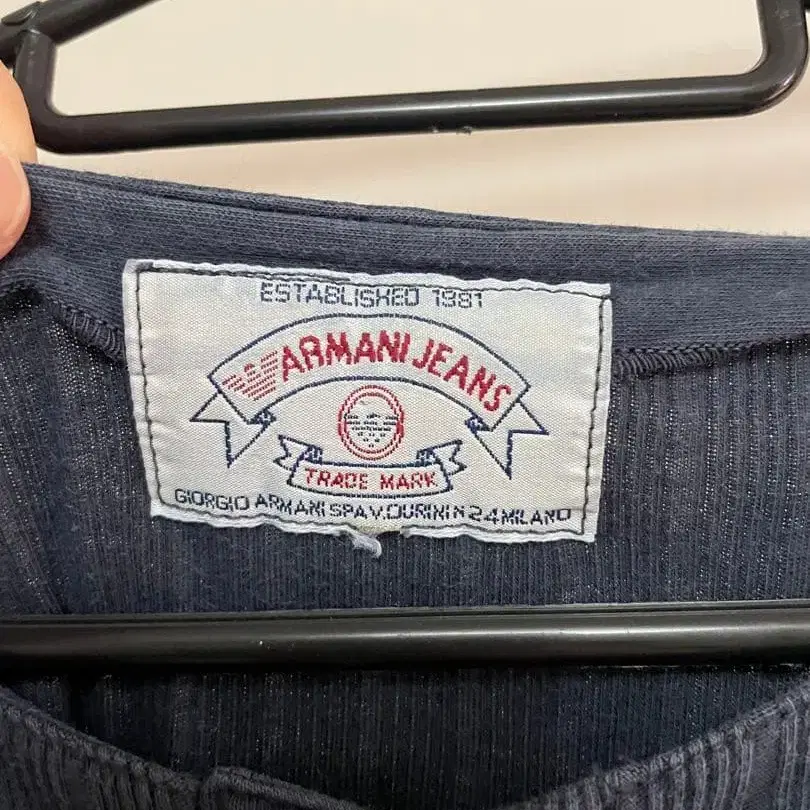 ESTABLISHED 1981
ARMANI JEANS
TRADE MARK
GIORGIO ARMANI SPA V.DURINI N 24 MILANO